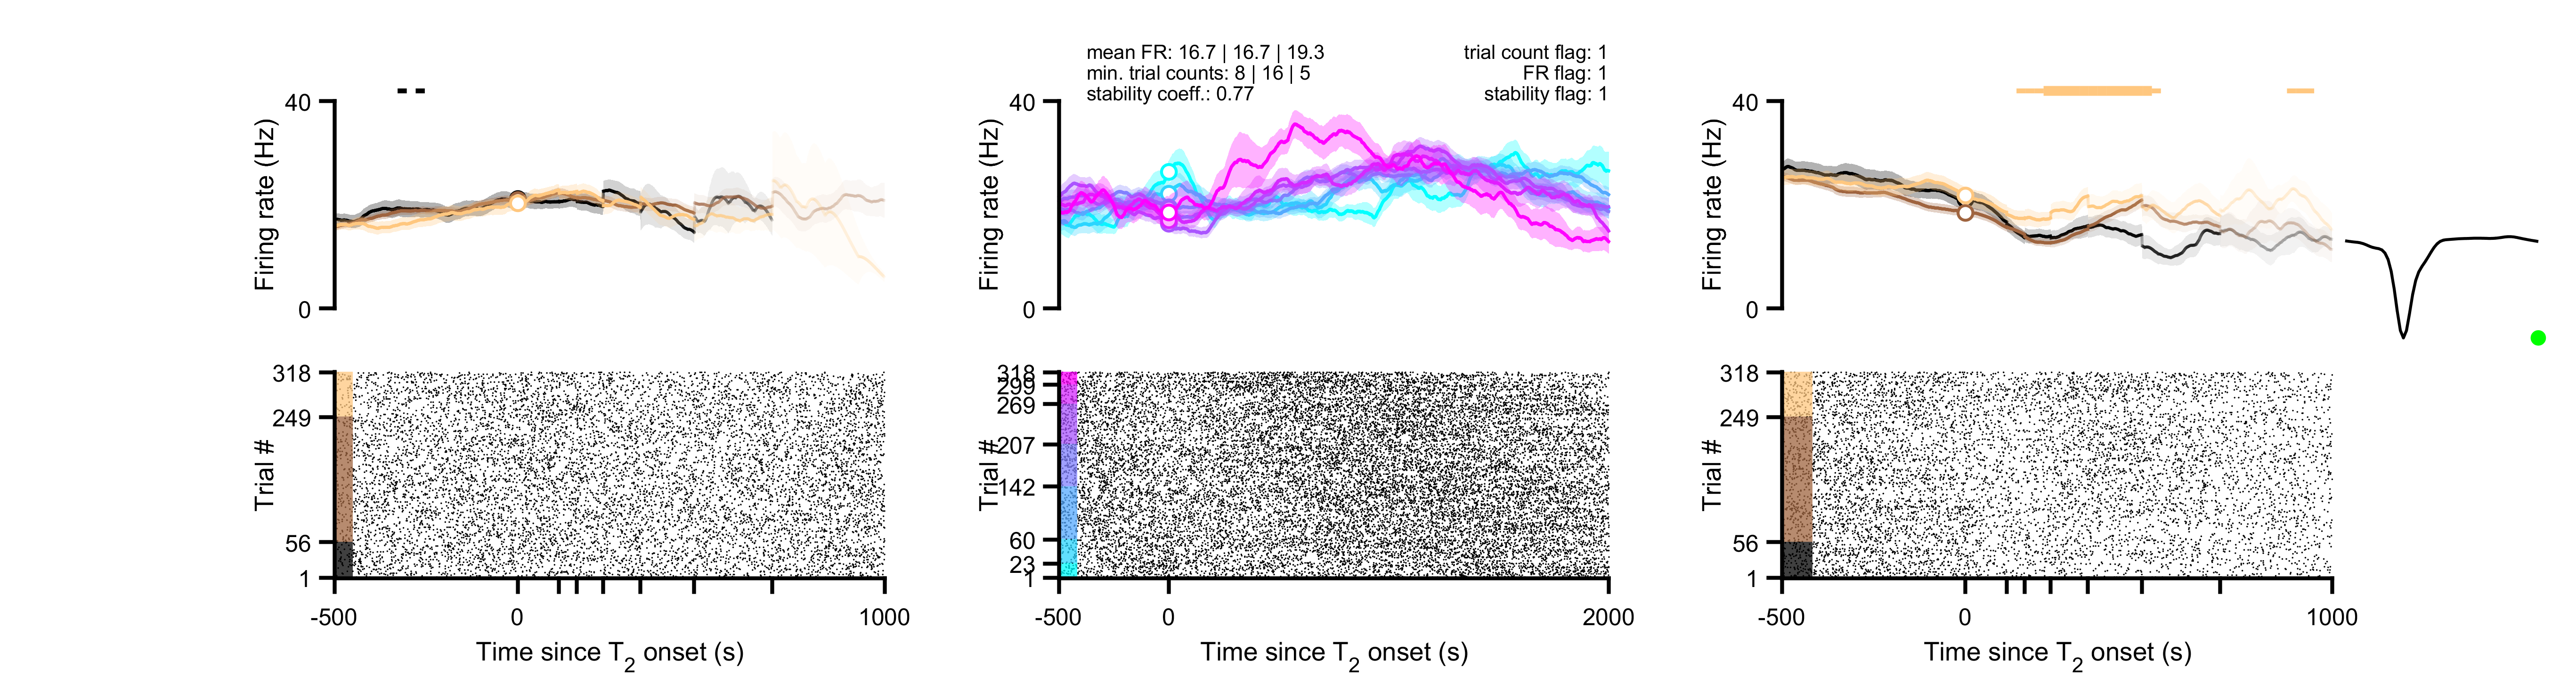 mean FR: 16.7 | 16.7 | 19.3
min. trial counts: 8 | 16 | 5
stability coeff.: 0.77
trial count flag: 1
FR flag: 1
stability flag: 1
40
Firing rate (Hz)
0
40
Firing rate (Hz)
0
40
Firing rate (Hz)
0
318
249
Trial #
56
1
-500
0
1000
Time since T2 onset (s)
318
299
269
207
Trial #
142
60
23
1
-500
0
2000
Time since T2 onset (s)
318
249
Trial #
56
1
-500
0
1000
Time since T2 onset (s)